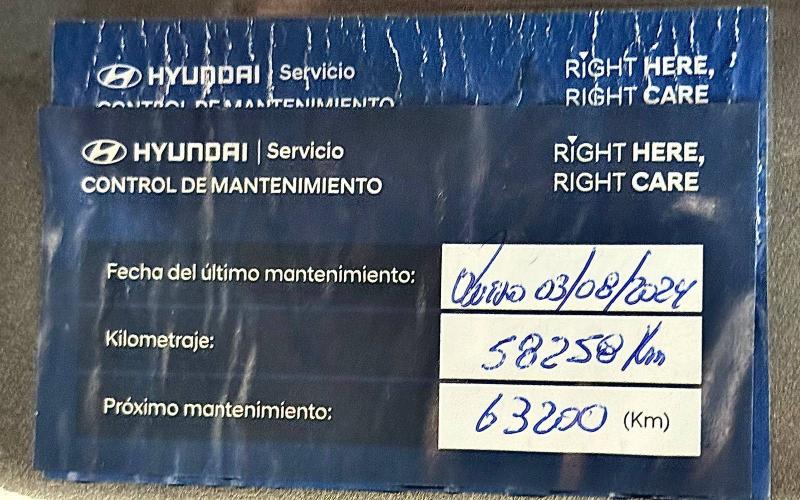 HYUNDAI | Servicio
RIGHT HERE,
CONTROL DE MANTENIMIENTO
RIGHT CARE
HYUNDAI | Servicio
RIGHT HERE,
CONTROL DE MANTENIMIENTO
RIGHT CARE
Fecha del último mantenimiento: 03/08/2024
Kilometraje: 58258 Km
Próximo mantenimiento: 63200 (Km)